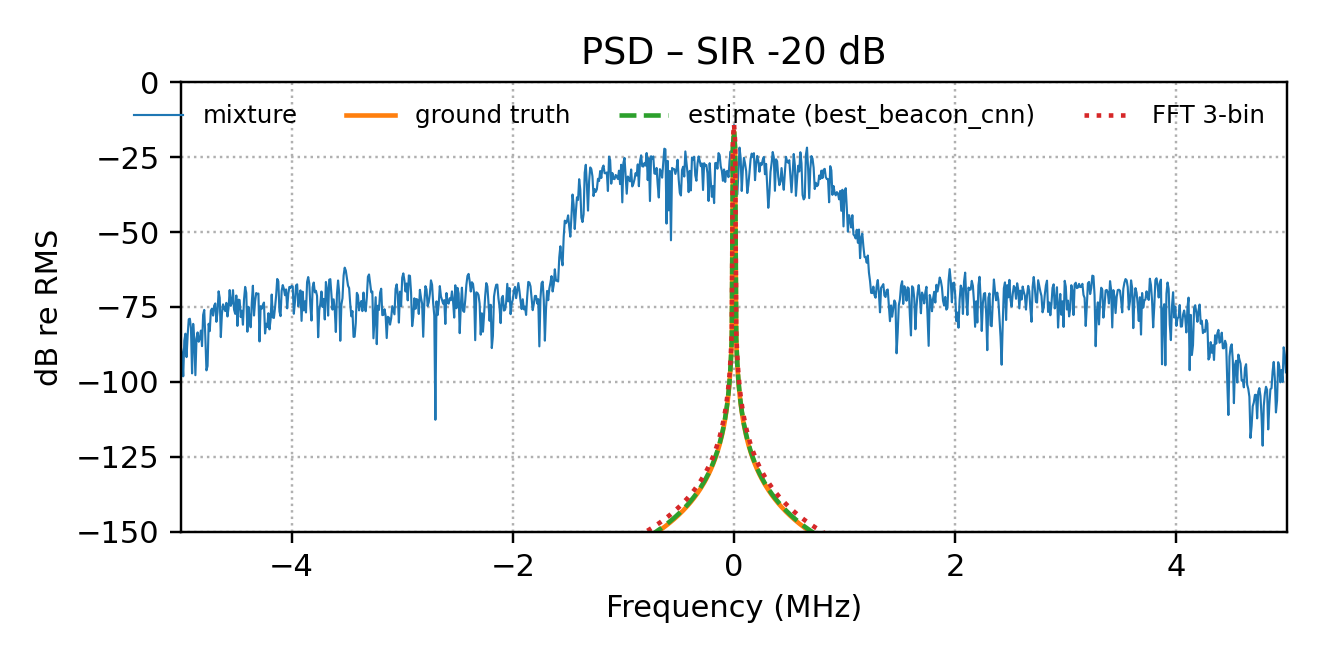 PSD – SIR -20 dB
0
mixture ground truth estimate (best_beacon_cnn) FFT 3-bin
−25
−50
−75
−100
−125
−150
dB re RMS
−4 −2 0 2 4
Frequency (MHz)